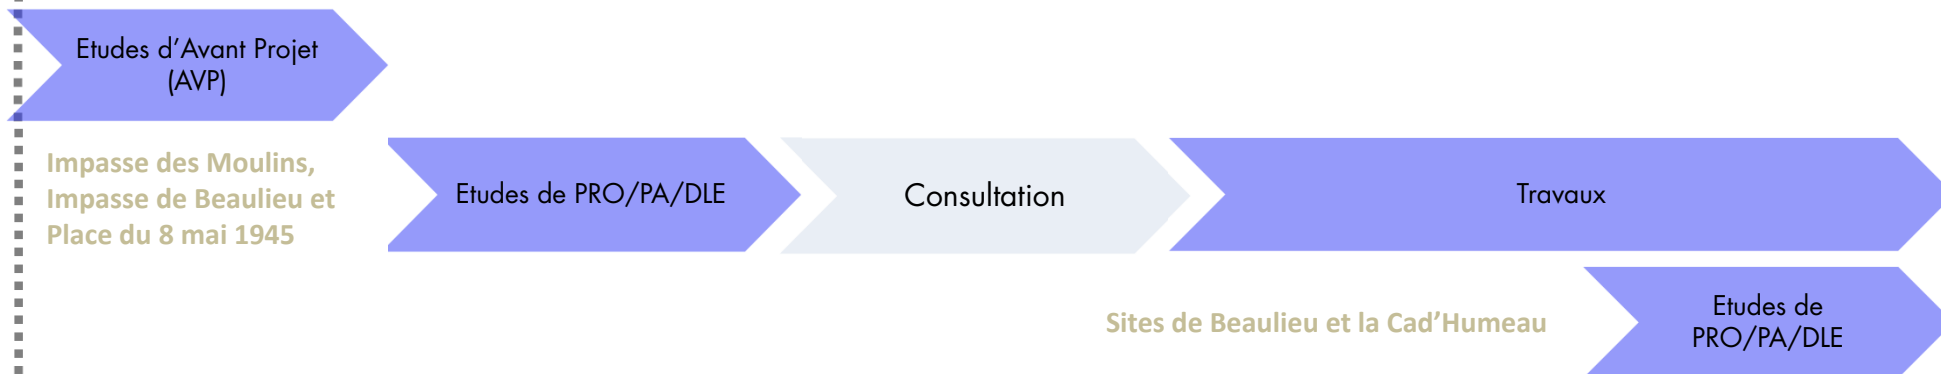 Etudes d'Avant Projet
(AVP)
Impasse des Moulins,
Impasse de Beaulieu et
Place du 8 mai 1945
Etudes de PRO/PA/DLE
Consultation
Travaux
Sites de Beaulieu et la Cad'Humeau
Etudes de
PRO/PA/DLE